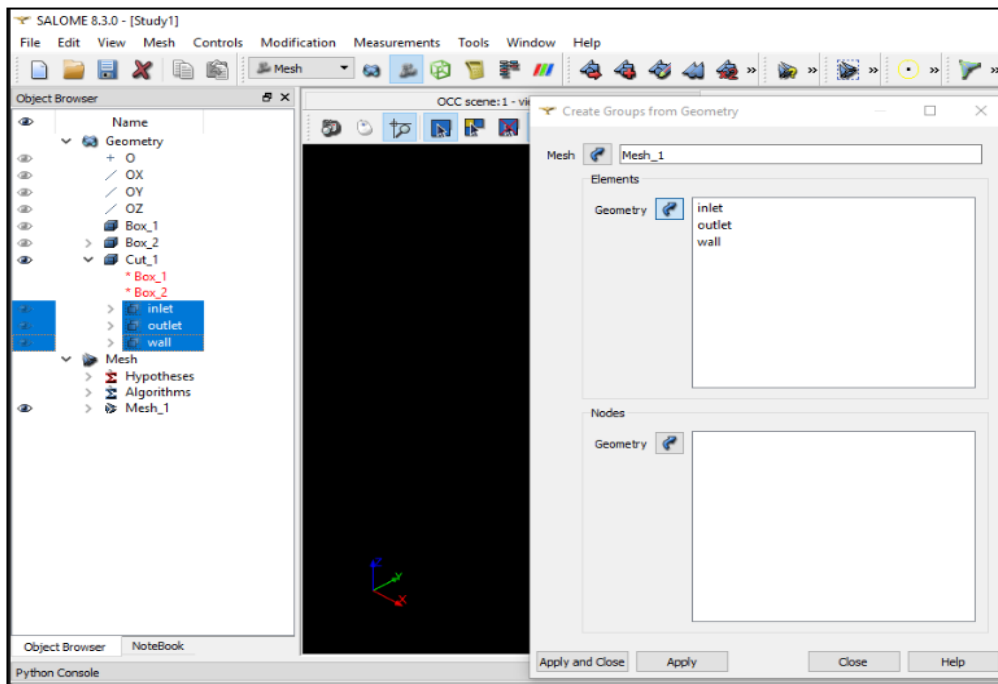 SALOME 8.3.0 - [Study1]
File Edit View Mesh Controls Modification Measurements Tools Window Help
Mesh
»
»
»
»
Object Browser
Name
Geometry
O
OX
OY
OZ
Box_1
Box_2
Cut_1
* Box_1
* Box_2
inlet
outlet
wall
Mesh
Hypotheses
Algorithms
Mesh_1
Object Browser NoteBook
Python Console
OCC scene:1 - vi
Z
Y
X
Create Groups from Geometry
Mesh Mesh_1
Elements
Geometry
inlet
outlet
wall
Nodes
Geometry
Apply and Close Apply Close Help